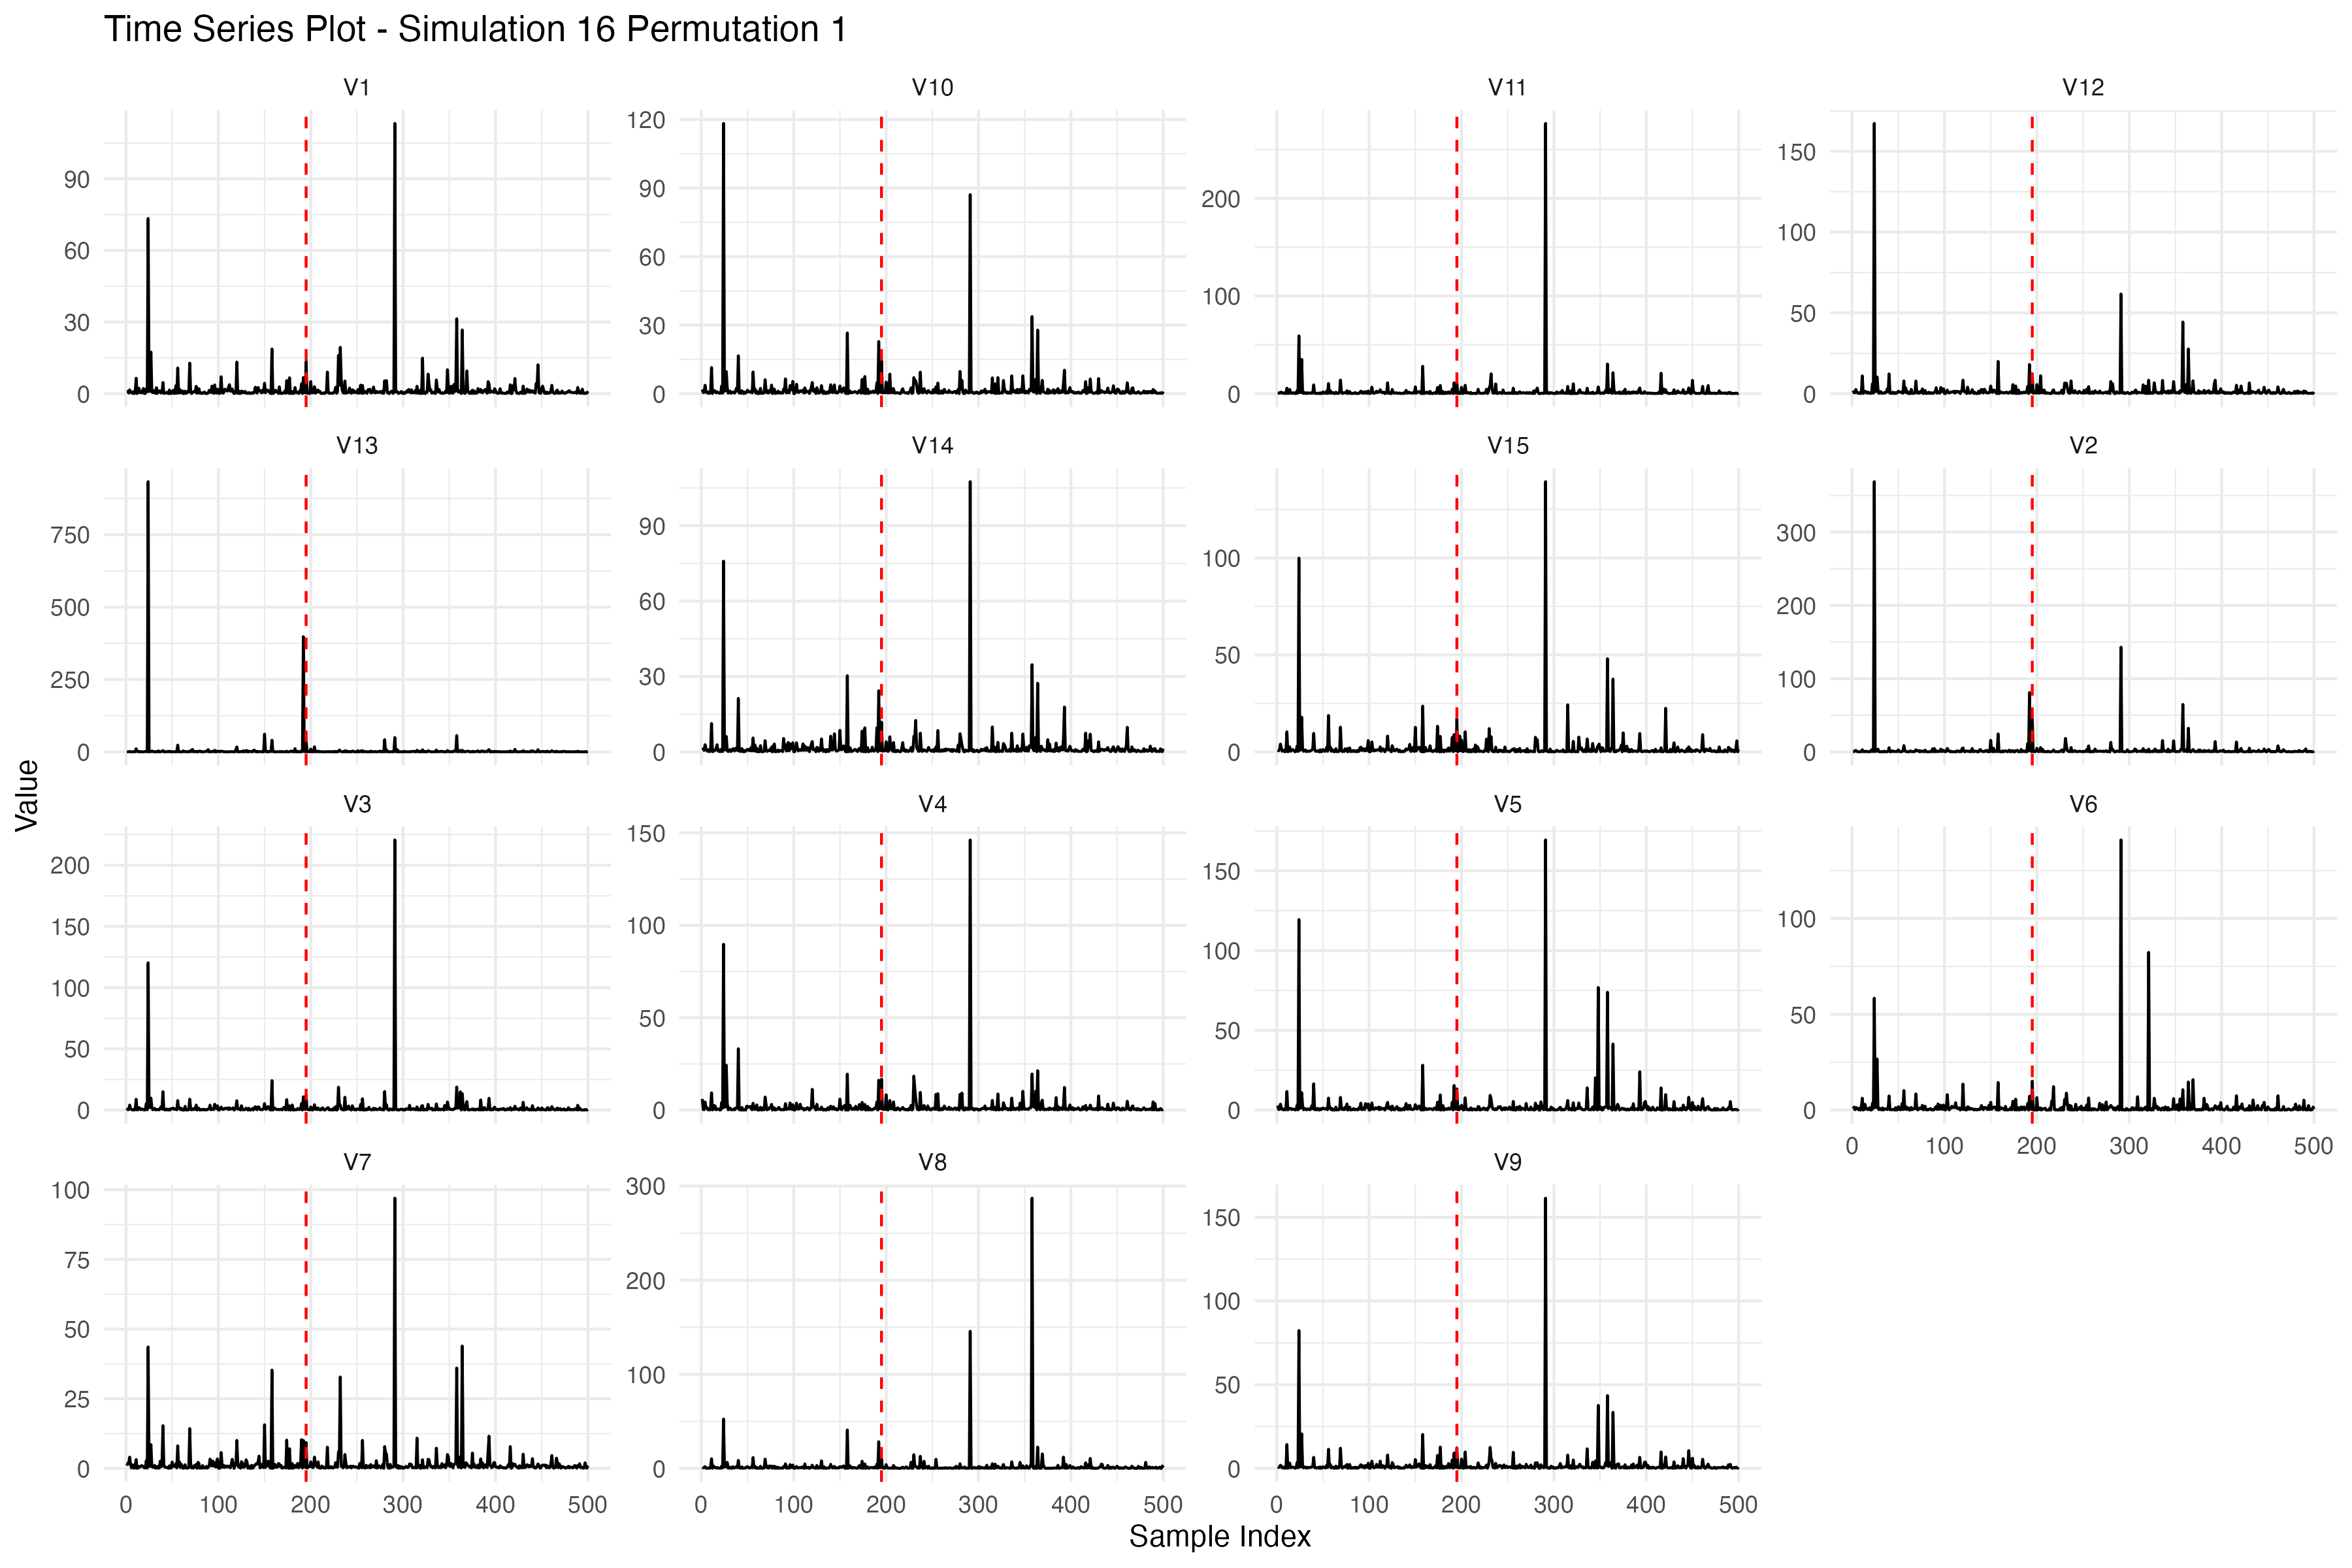 Time Series Plot - Simulation 16 Permutation 1
V1
V10
V11
V12
90
60
30
0
120
90
60
30
0
200
100
0
150
100
50
0
V13
V14
V15
V2
750
500
250
0
90
60
30
0
100
50
0
300
200
100
0
V3
V4
V5
V6
200
150
100
50
0
150
100
50
0
150
100
50
0
100
50
0
0 100 200 300 400 500
V7
V8
V9
100
75
50
25
0
300
200
100
0
150
100
50
0
0 100 200 300 400 500
0 100 200 300 400 500
0 100 200 300 400 500
Value
Sample Index